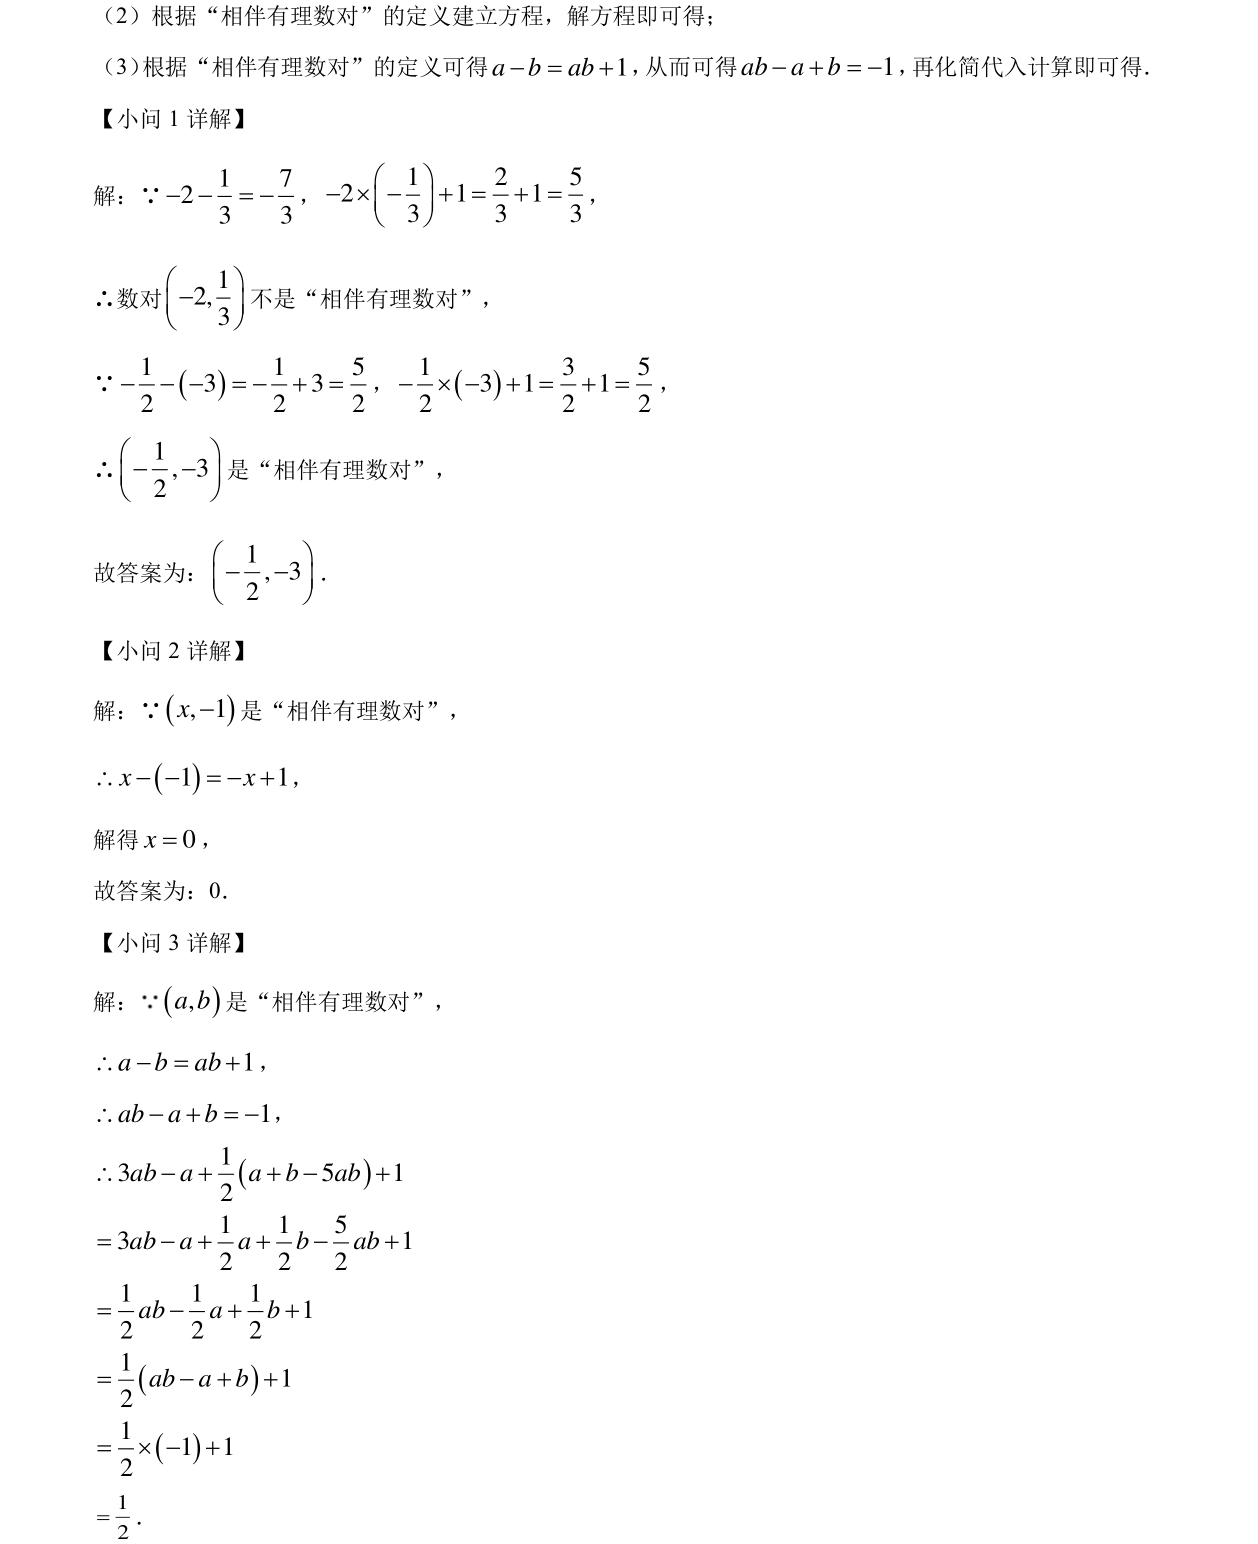 （2）根据“相伴有理数对”的定义建立方程，解方程即可得；
（3）根据“相伴有理数对”的定义可得a−b=ab+1，从而可得ab−a+b=−1，再化简代入计算即可得．
【小问 1 详解】
解：∵−2−1/3=−7/3，−2×(−1/3)+1=2/3+1=5/3，
∴数对(−2,1/3)不是“相伴有理数对”，
∵−1/2−(−3)=−1/2+3=5/2，−1/2×(−3)+1=3/2+1=5/2，
∴(−1/2,−3)是“相伴有理数对”，
故答案为：(−1/2,−3)．
【小问 2 详解】
解：∵(x,−1)是“相伴有理数对”，
∴x−(−1)=−x+1，
解得x=0，
故答案为：0．
【小问 3 详解】
解：∵(a,b)是“相伴有理数对”，
∴a−b=ab+1，
∴ab−a+b=−1，
∴3ab−a+1/2(a+b−5ab)+1
=3ab−a+1/2a+1/2b−5/2ab+1
=1/2ab−1/2a+1/2b+1
=1/2(ab−a+b)+1
=1/2×(−1)+1
=1/2．